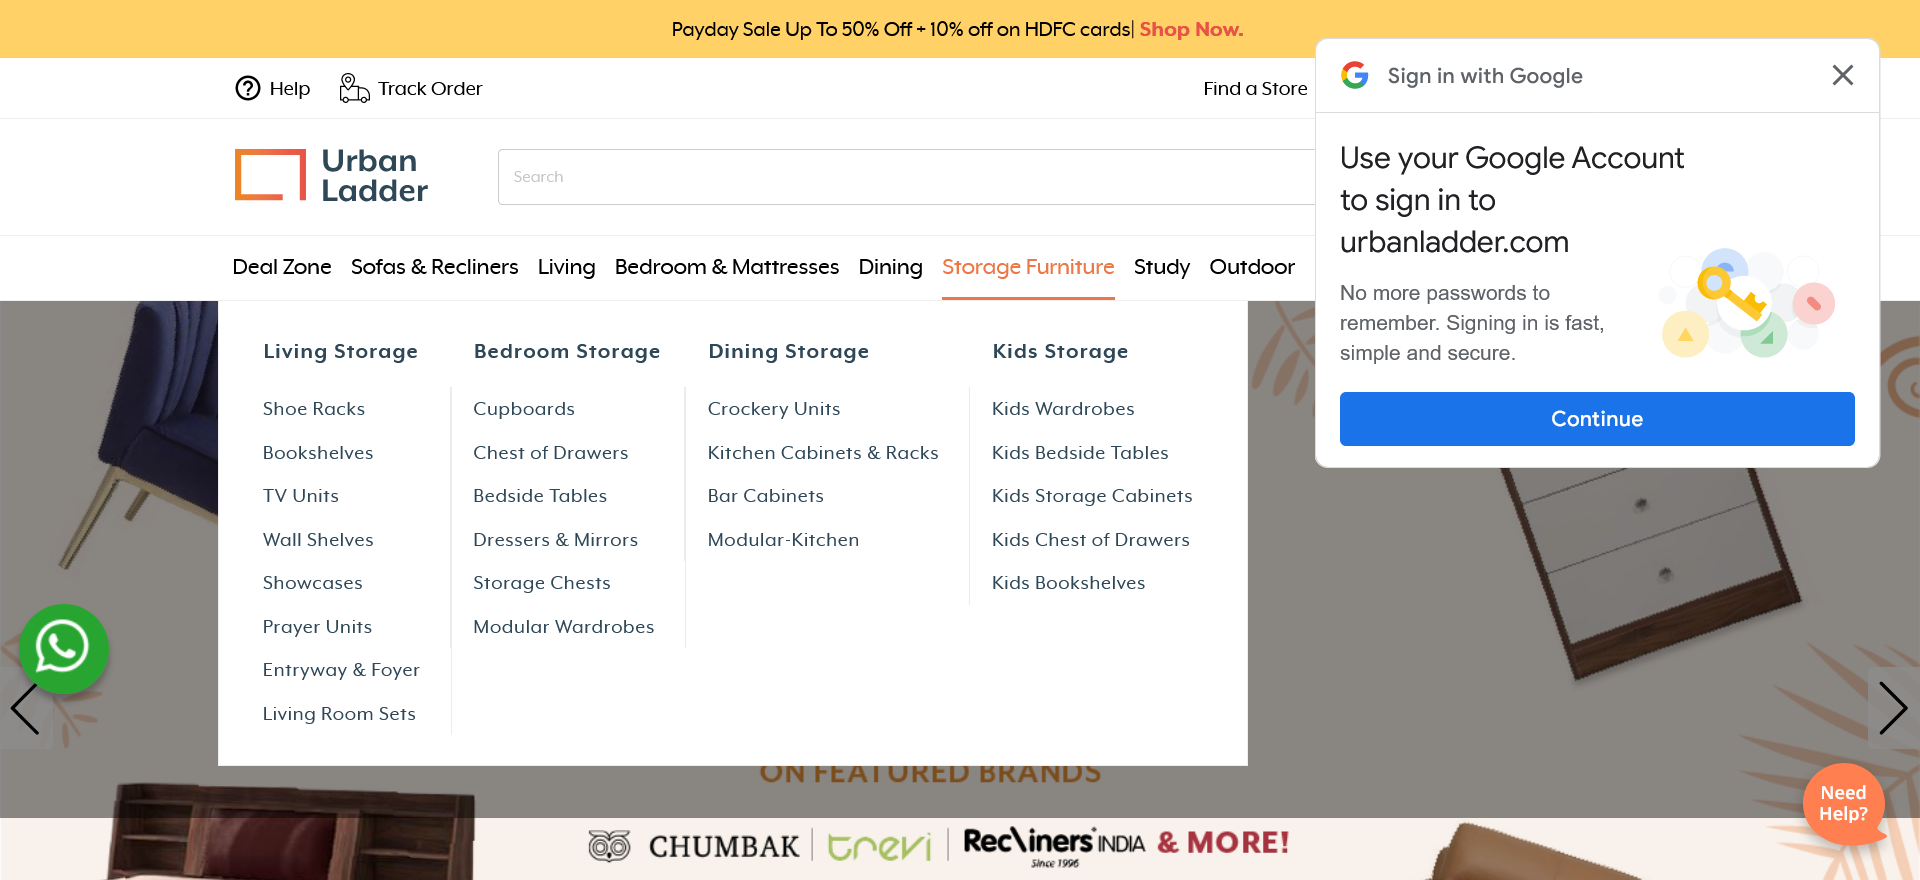 Payday Sale Up To 50% Off + 10% off on HDFC cards| Shop Now.
Help
Track Order
Find a Store
Urban
Ladder
Search
Deal Zone
Sofas & Recliners
Living
Bedroom & Mattresses
Dining
Storage Furniture
Study
Outdoor
Living Storage
Shoe Racks
Bookshelves
TV Units
Wall Shelves
Showcases
Prayer Units
Entryway & Foyer
Living Room Sets
Bedroom Storage
Cupboards
Chest of Drawers
Bedside Tables
Dressers & Mirrors
Storage Chests
Modular Wardrobes
Dining Storage
Crockery Units
Kitchen Cabinets & Racks
Bar Cabinets
Modular-Kitchen
Kids Storage
Kids Wardrobes
Kids Bedside Tables
Kids Storage Cabinets
Kids Chest of Drawers
Kids Bookshelves
Sign in with Google
Use your Google Account
to sign in to
urbanladder.com
No more passwords to
remember. Signing in is fast,
simple and secure.
Continue
ON FEATURED BRANDS
CHUMBAK
trevi
Recliners INDIA
Since 1996
& MORE!
Need
Help?